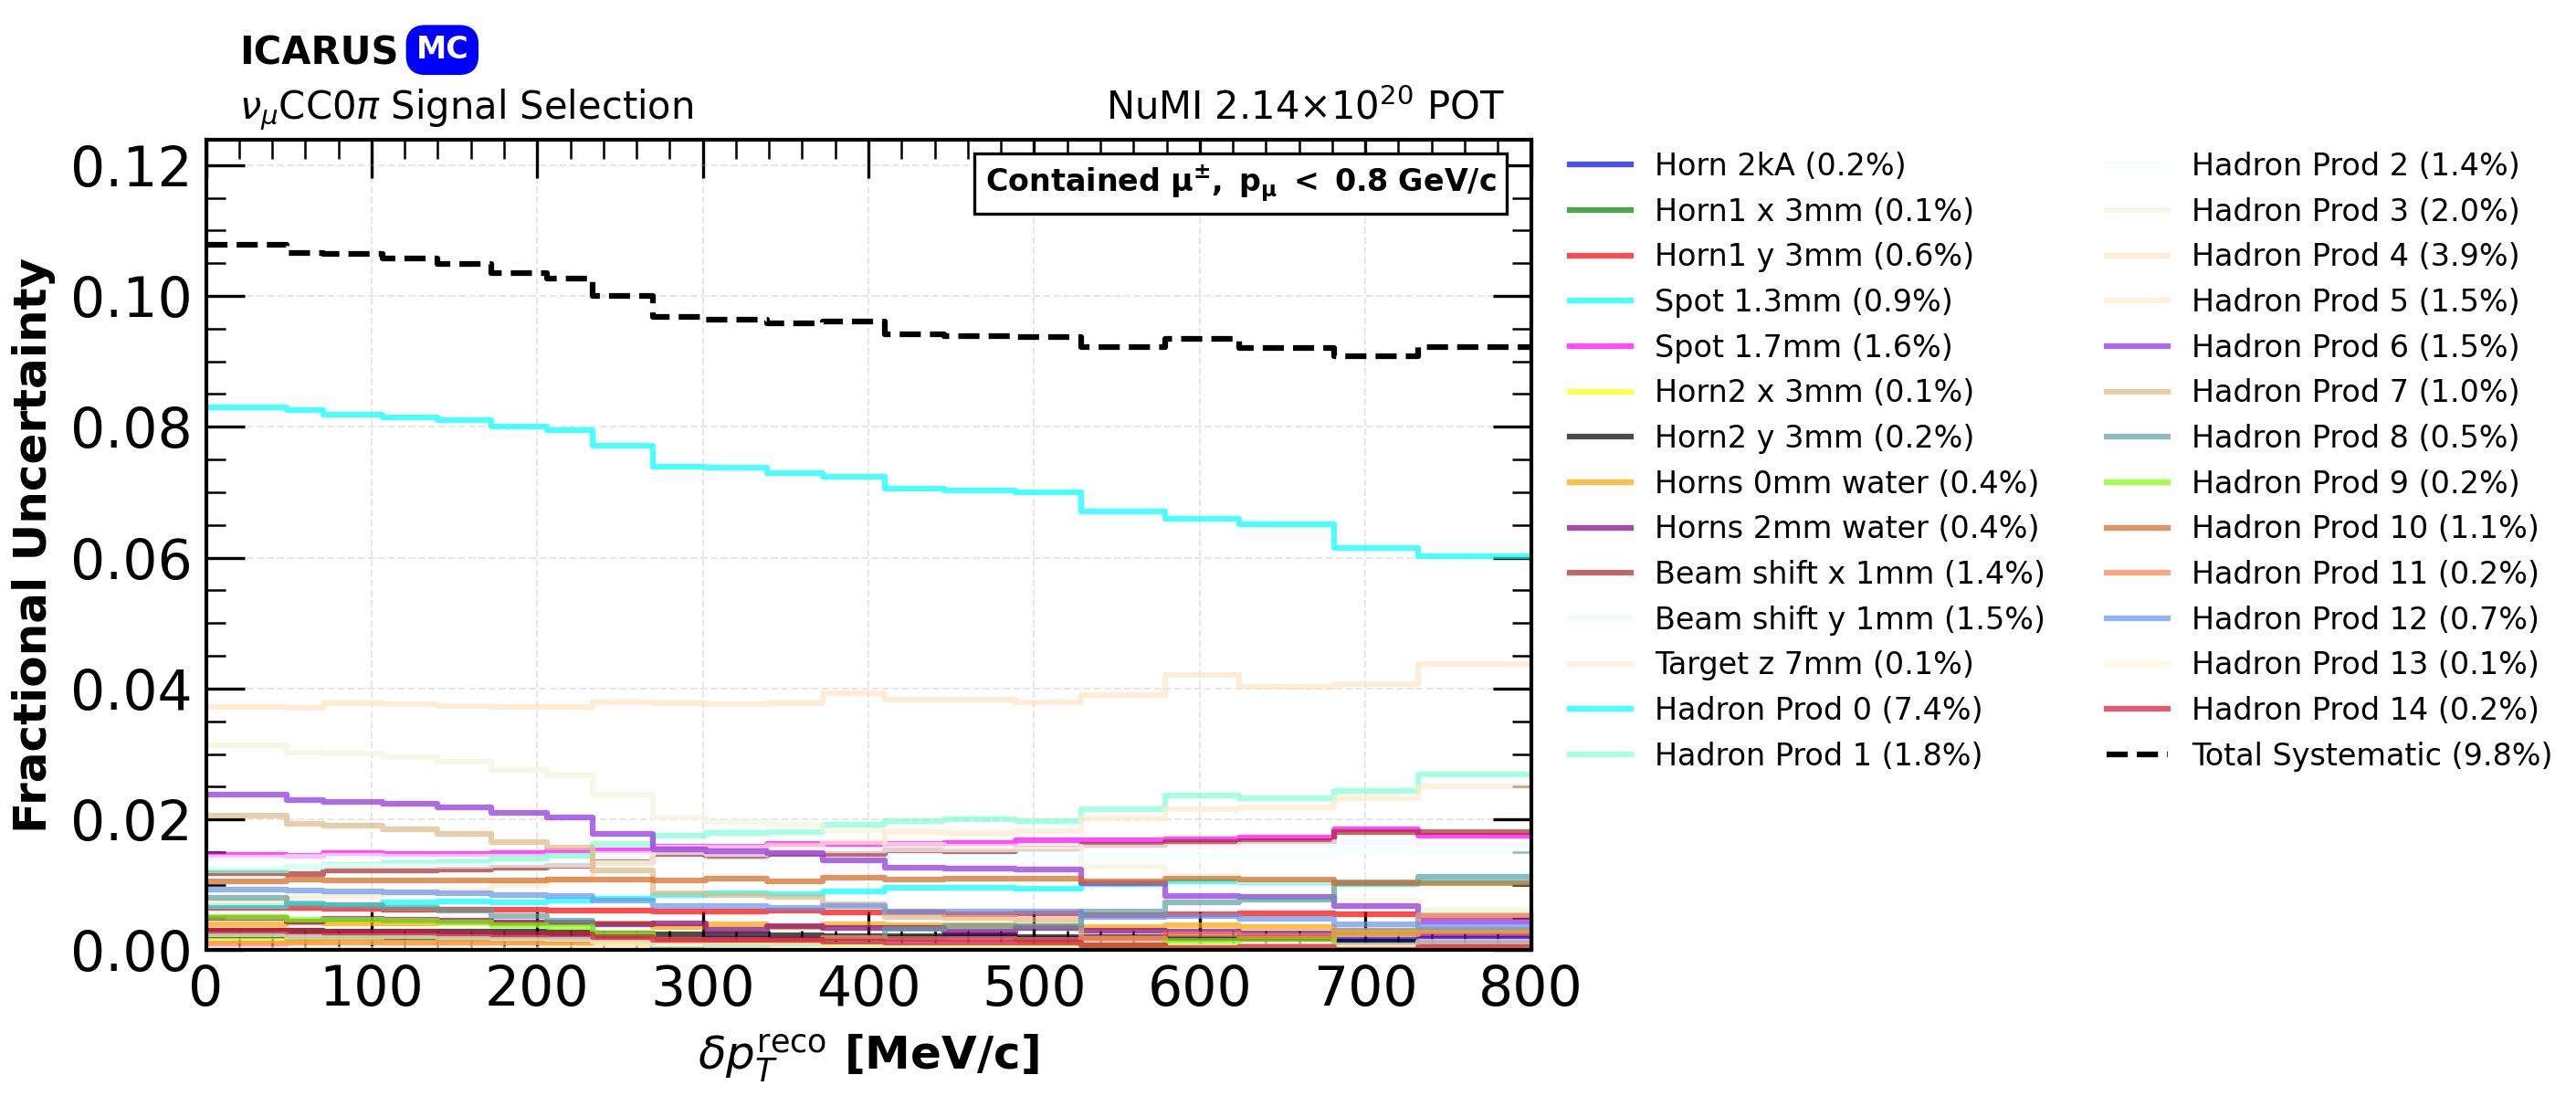 ICARUS MC
νμCC0π Signal Selection
NuMI 2.14×10²⁰ POT
Contained μ±, pμ < 0.8 GeV/c
Fractional Uncertainty
0.12
0.10
0.08
0.06
0.04
0.02
0.00
0 100 200 300 400 500 600 700 800
δp_T^reco [MeV/c]
Horn 2kA (0.2%)
Horn1 x 3mm (0.1%)
Horn1 y 3mm (0.6%)
Spot 1.3mm (0.9%)
Spot 1.7mm (1.6%)
Horn2 x 3mm (0.1%)
Horn2 y 3mm (0.2%)
Horns 0mm water (0.4%)
Horns 2mm water (0.4%)
Beam shift x 1mm (1.4%)
Beam shift y 1mm (1.5%)
Target z 7mm (0.1%)
Hadron Prod 0 (7.4%)
Hadron Prod 1 (1.8%)
Hadron Prod 2 (1.4%)
Hadron Prod 3 (2.0%)
Hadron Prod 4 (3.9%)
Hadron Prod 5 (1.5%)
Hadron Prod 6 (1.5%)
Hadron Prod 7 (1.0%)
Hadron Prod 8 (0.5%)
Hadron Prod 9 (0.2%)
Hadron Prod 10 (1.1%)
Hadron Prod 11 (0.2%)
Hadron Prod 12 (0.7%)
Hadron Prod 13 (0.1%)
Hadron Prod 14 (0.2%)
Total Systematic (9.8%)